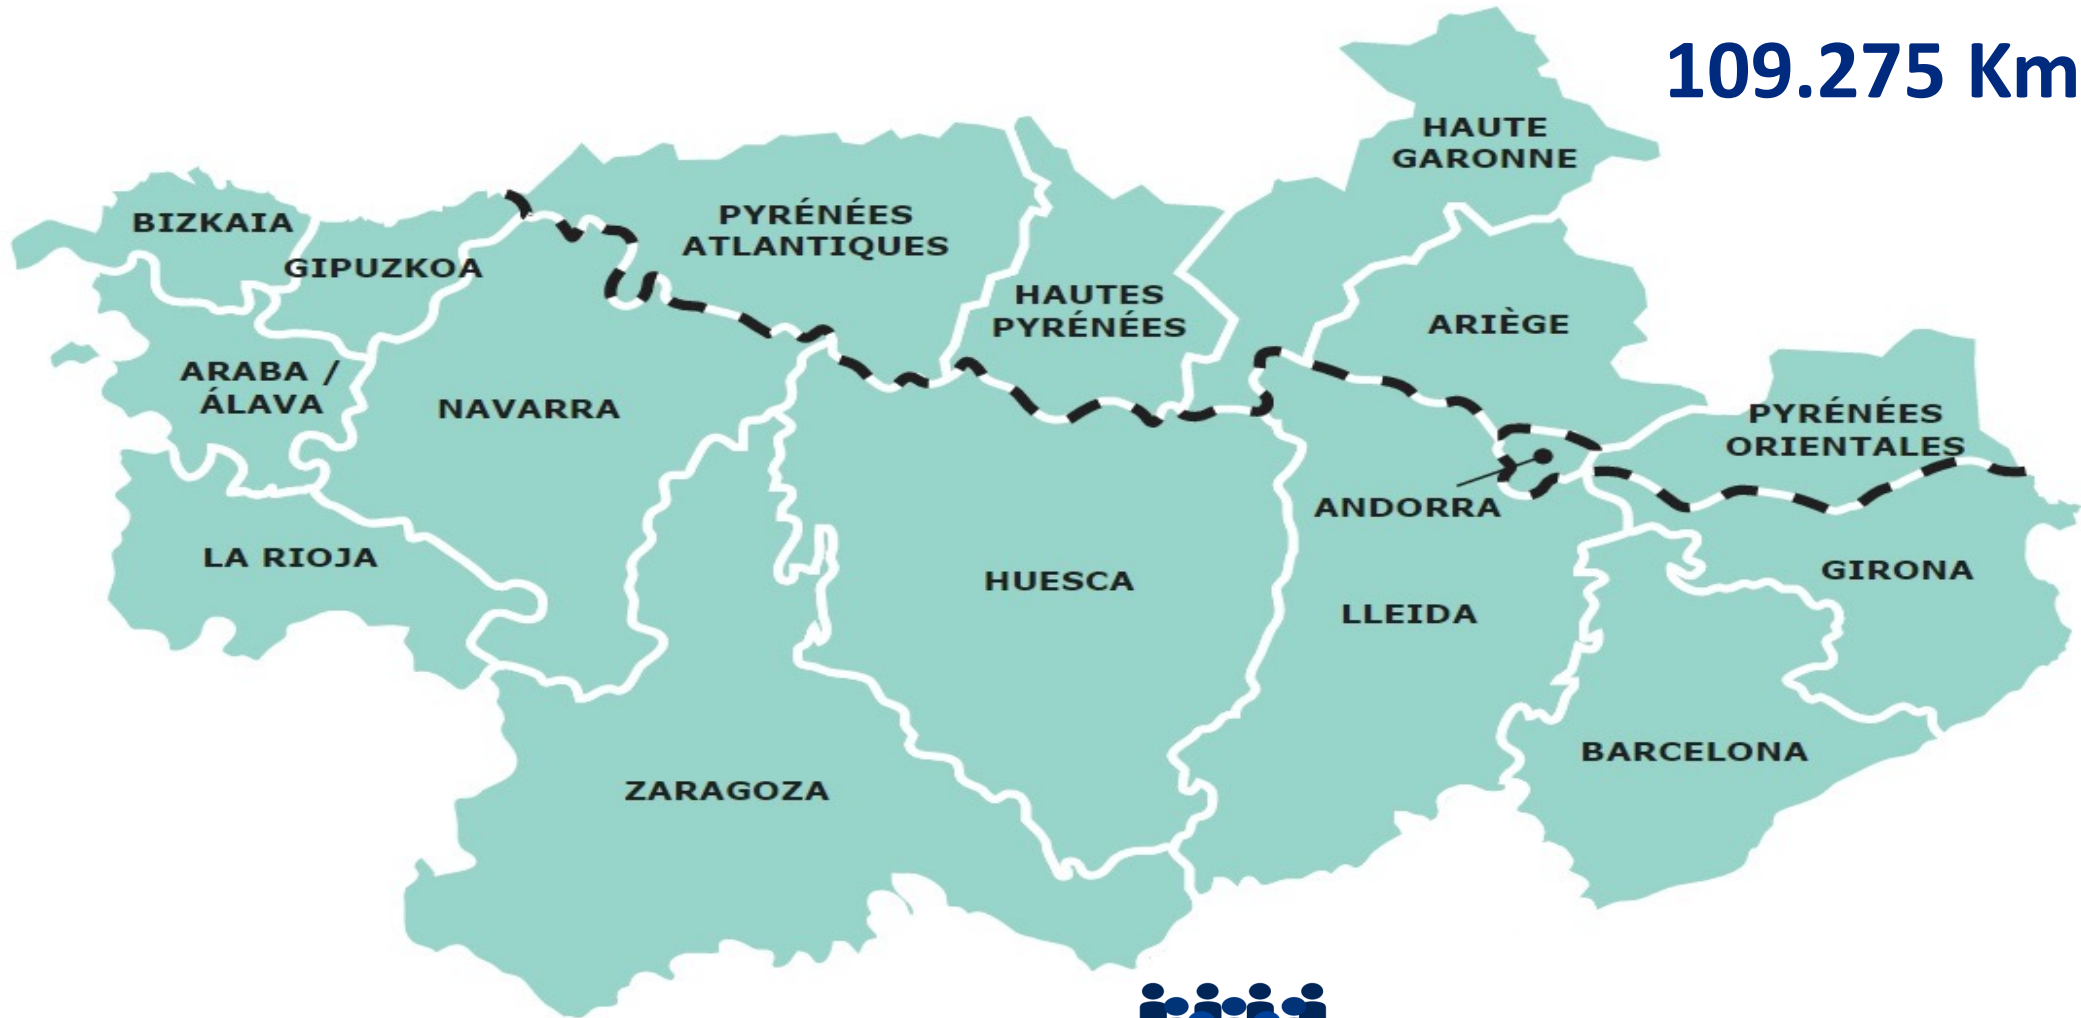 109.275 Km
HAUTE
GARONNE
BIZKAIA
PYRÉNÉES
ATLANTIQUES
GIPUZKOA
HAUTES
PYRÉNÉES
ARIÈGE
ARABA /
ÁLAVA
NAVARRA
PYRÉNÉES
ORIENTALES
ANDORRA
LA RIOJA
HUESCA
GIRONA
LLEIDA
BARCELONA
ZARAGOZA